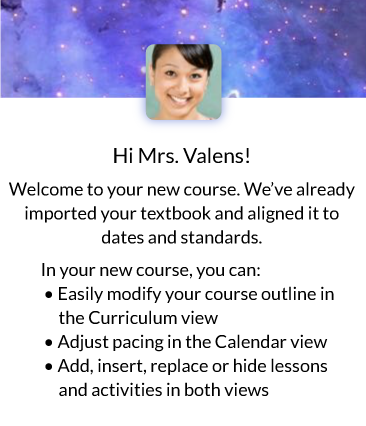 Hi Mrs. Valens!
Welcome to your new course. We’ve already
imported your textbook and aligned it to
dates and standards.
In your new course, you can:
• Easily modify your course outline in
the Curriculum view
• Adjust pacing in the Calendar view
• Add, insert, replace or hide lessons
and activities in both views